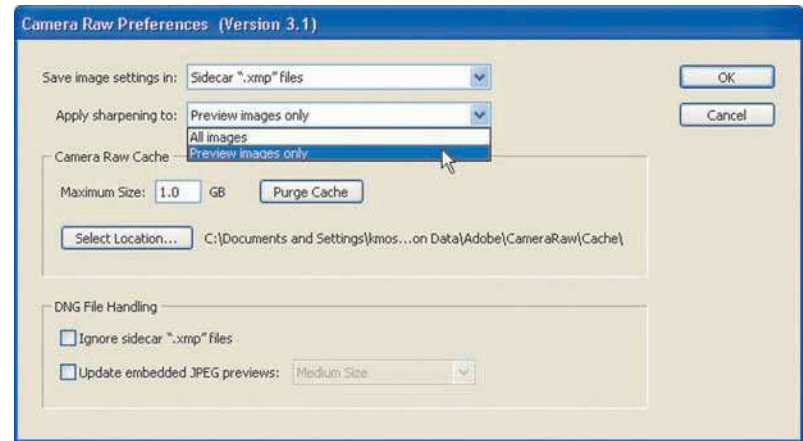 Camera Raw Preferences (Version 3.1)
Save image settings in: Sidecar ".xmp" files
OK
Apply sharpening to: Preview images only
Cancel
All images
Preview images only
Camera Raw Cache
Maximum Size: 1.0 GB Purge Cache
Select Location... C:\Documents and Settings\kmos...on Data\Adobe\CameraRaw\Cache\
DNG File Handling
Ignore sidecar ".xmp" files
Update embedded JPEG previews: Medium Size